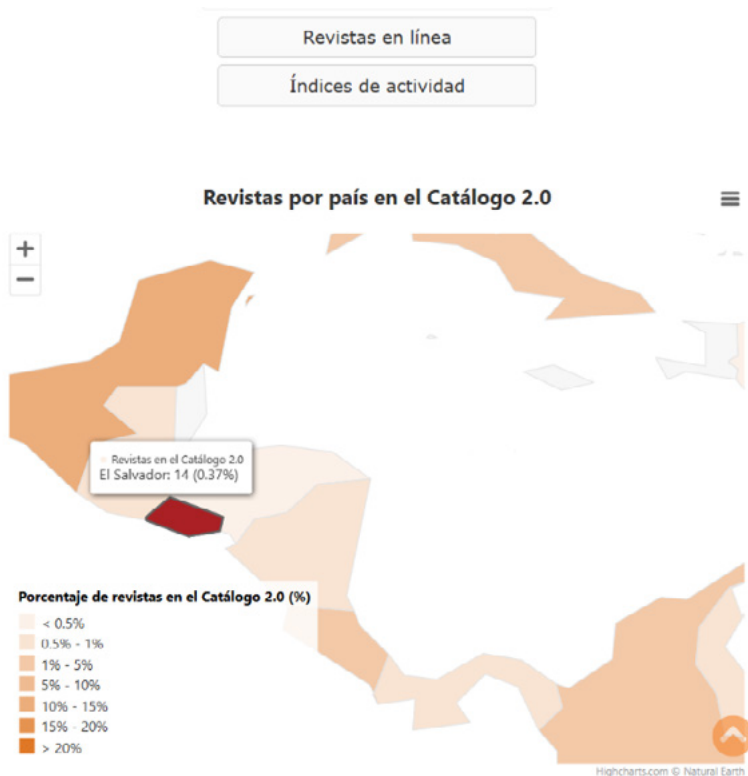 Revistas en línea
Índices de actividad
Revistas por país en el Catálogo 2.0
+
−
Revistas en el Catálogo 2.0
El Salvador: 14 (0.37%)
Porcentaje de revistas en el Catálogo 2.0 (%)
< 0.5%
0.5% - 1%
1% - 5%
5% - 10%
10% - 15%
15% - 20%
> 20%
Highcharts.com © Natural Earth